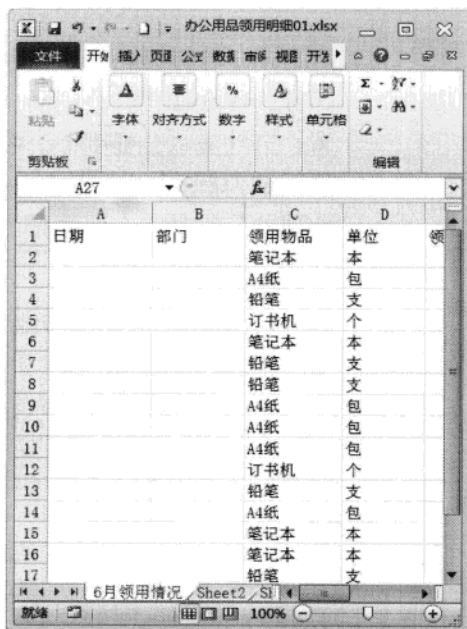 办公用品领用明细01.xlsx
文件 开始 插入 页面 公式 数据 审阅 视图 开发
粘贴 字体 对齐方式 数字 样式 单元格
剪贴板 编辑
A27 fx
A B C D
1 日期 部门 领用物品 单位 领
2 笔记本 本
3 A4纸 包
4 铅笔 支
5 订书机 个
6 笔记本 本
7 铅笔 支
8 铅笔 支
9 A4纸 包
10 A4纸 包
11 A4纸 包
12 订书机 个
13 铅笔 支
14 A4纸 包
15 笔记本 本
16 笔记本 本
17 铅笔 支
6月领用情况 Sheet2 Sh
就绪 100%